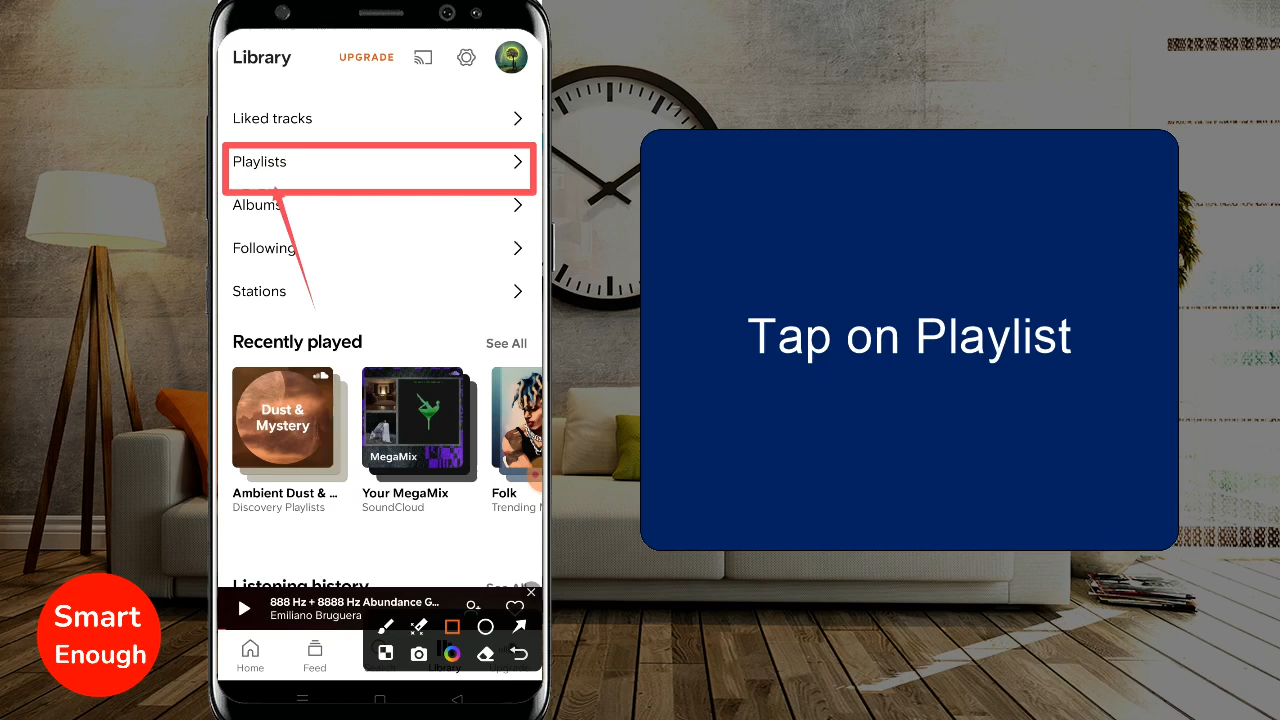 Library
UPGRADE
Liked tracks
Playlists
Albums
Following
Stations
Recently played
See All
Dust &
Mystery
MegaMix
Ambient Dust & ...
Discovery Playlists
Your MegaMix
SoundCloud
Folk
Trending
Listening history
See All
888 Hz + 8888 Hz Abundance G...
Emiliano Bruguera
Home
Feed
Library
Tap on Playlist
Smart
Enough